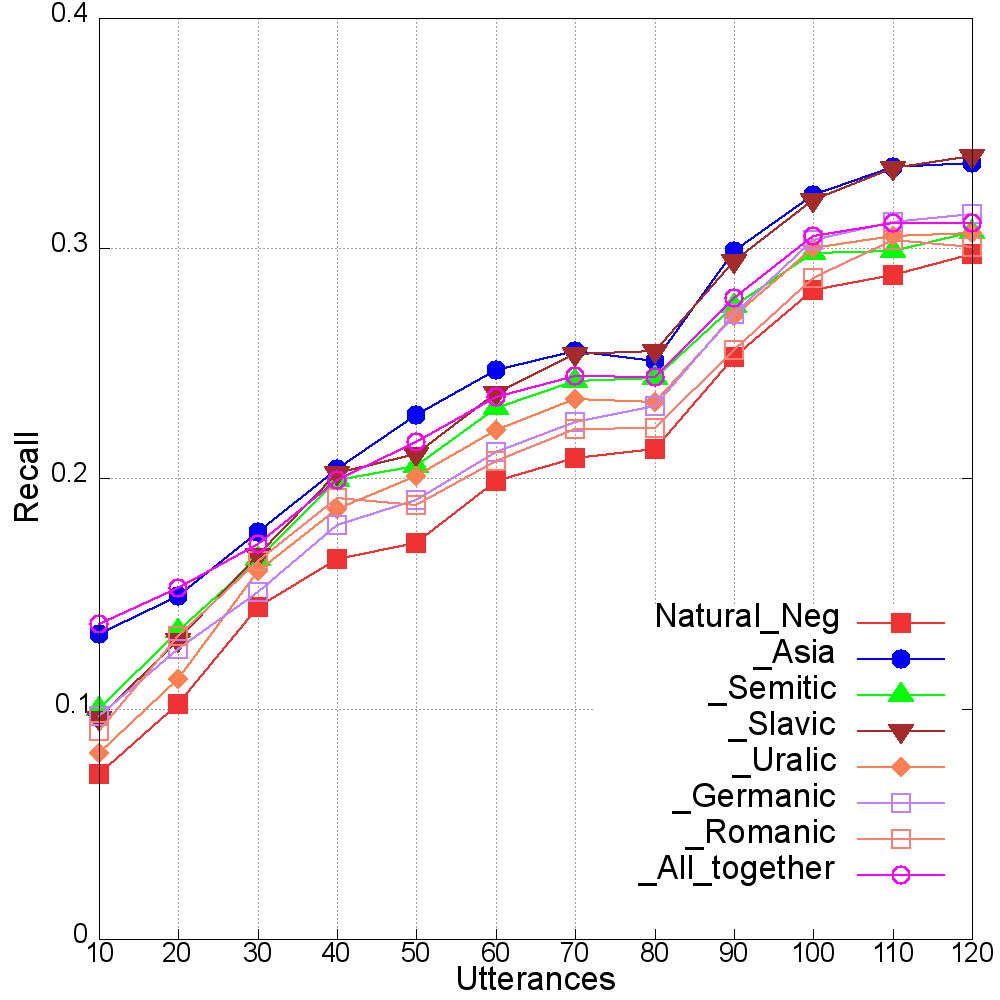 0.4
0.3
0.2
0.1
0
Recall
Natural_Neg
_Asia
_Semitic
_Slavic
_Uralic
_Germanic
_Romanic
_All_together
10 20 30 40 50 60 70 80 90 100 110 120
Utterances